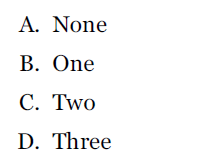 A. None
B. One
C. Two
D. Three